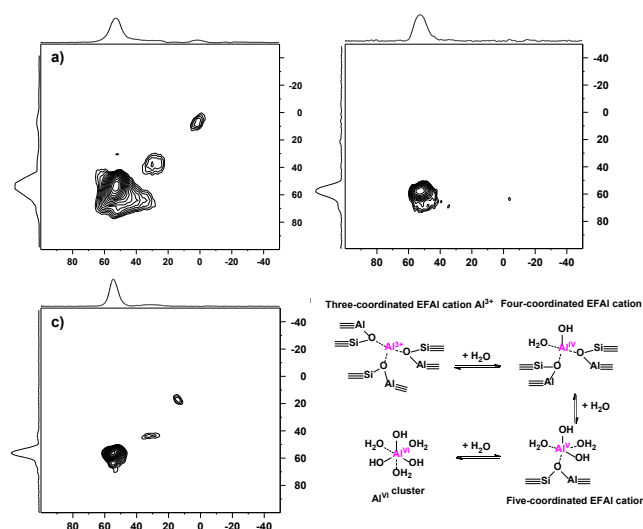 a)
-20
0
20
40
60
80
80 60 40 20 0 -20 -40
-40
-20
0
20
40
60
80
80 60 40 20 0 -20 -40
c)
-40
-20
0
20
40
60
80
80 60 40 20 0 -20 -40
Three-coordinated EFAl cation Al³⁺
Four-coordinated EFAl cation
≡Al
≡Si O Al³⁺ O Si≡
O Al≡
≡Si Al≡
+ H₂O
OH
H₂O Alᴵⱽ O Si≡
≡Si O Al≡
≡Al
+ H₂O
OH
H₂O OH₂
Alⱽᴵ
HO OH
OH₂
Alⱽᴵ cluster
+ H₂O
OH
H₂O Alⱽ OH₂
OH
O
≡Si Al≡
Five-coordinated EFAl cation